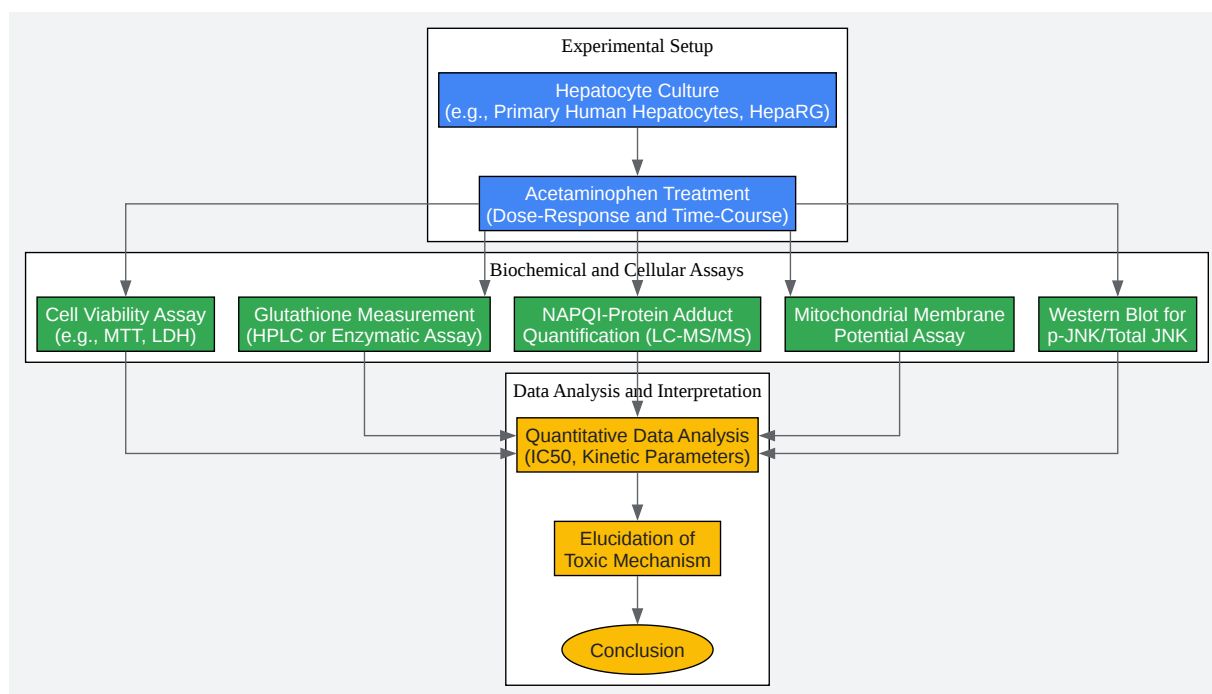 Experimental Setup
Hepatocyte Culture
(e.g., Primary Human Hepatocytes, HepaRG)
Acetaminophen Treatment
(Dose-Response and Time-Course)
Biochemical and Cellular Assays
Cell Viability Assay
(e.g., MTT, LDH)
Glutathione Measurement
(HPLC or Enzymatic Assay)
NAPQI-Protein Adduct
Quantification (LC-MS/MS)
Mitochondrial Membrane
Potential Assay
Western Blot for
p-JNK/Total JNK
Data Analysis and Interpretation
Quantitative Data Analysis
(IC50, Kinetic Parameters)
Elucidation of
Toxic Mechanism
Conclusion